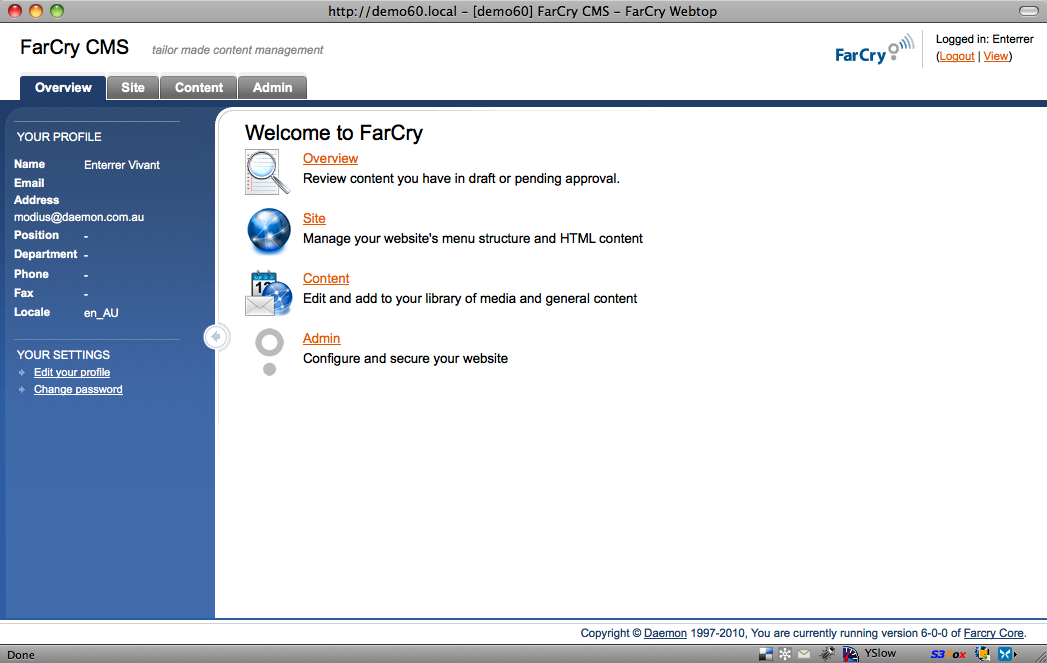 http://demo60.local – [demo60] FarCry CMS – FarCry Webtop
FarCry CMS tailor made content management
FarCry
Logged in: Enterrer
(Logout | View)
Overview Site Content Admin
YOUR PROFILE
Name Enterrer Vivant
Email
Address
modius@daemon.com.au
Position -
Department -
Phone -
Fax -
Locale en_AU
YOUR SETTINGS
Edit your profile
Change password
Welcome to FarCry
Overview
Review content you have in draft or pending approval.
Site
Manage your website's menu structure and HTML content
12
Content
Edit and add to your library of media and general content
Admin
Configure and secure your website
Copyright © Daemon 1997-2010, You are currently running version 6-0-0 of Farcry Core.
Done YSlow S3Fox